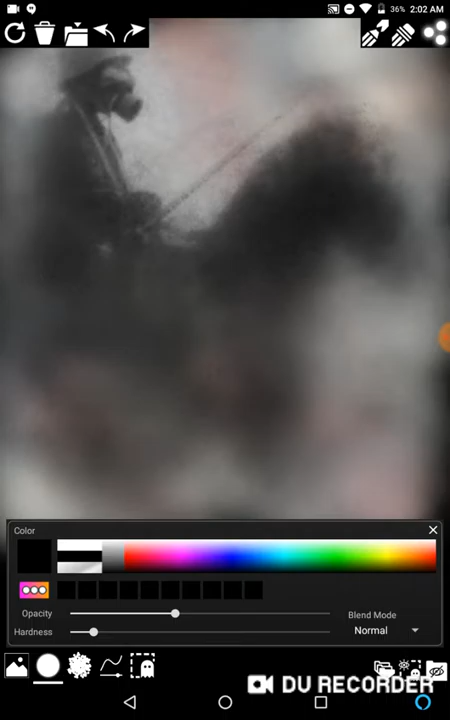 36% 2:02 AM
Color
Opacity
Blend Mode
Hardness
Normal
DU RECORDER